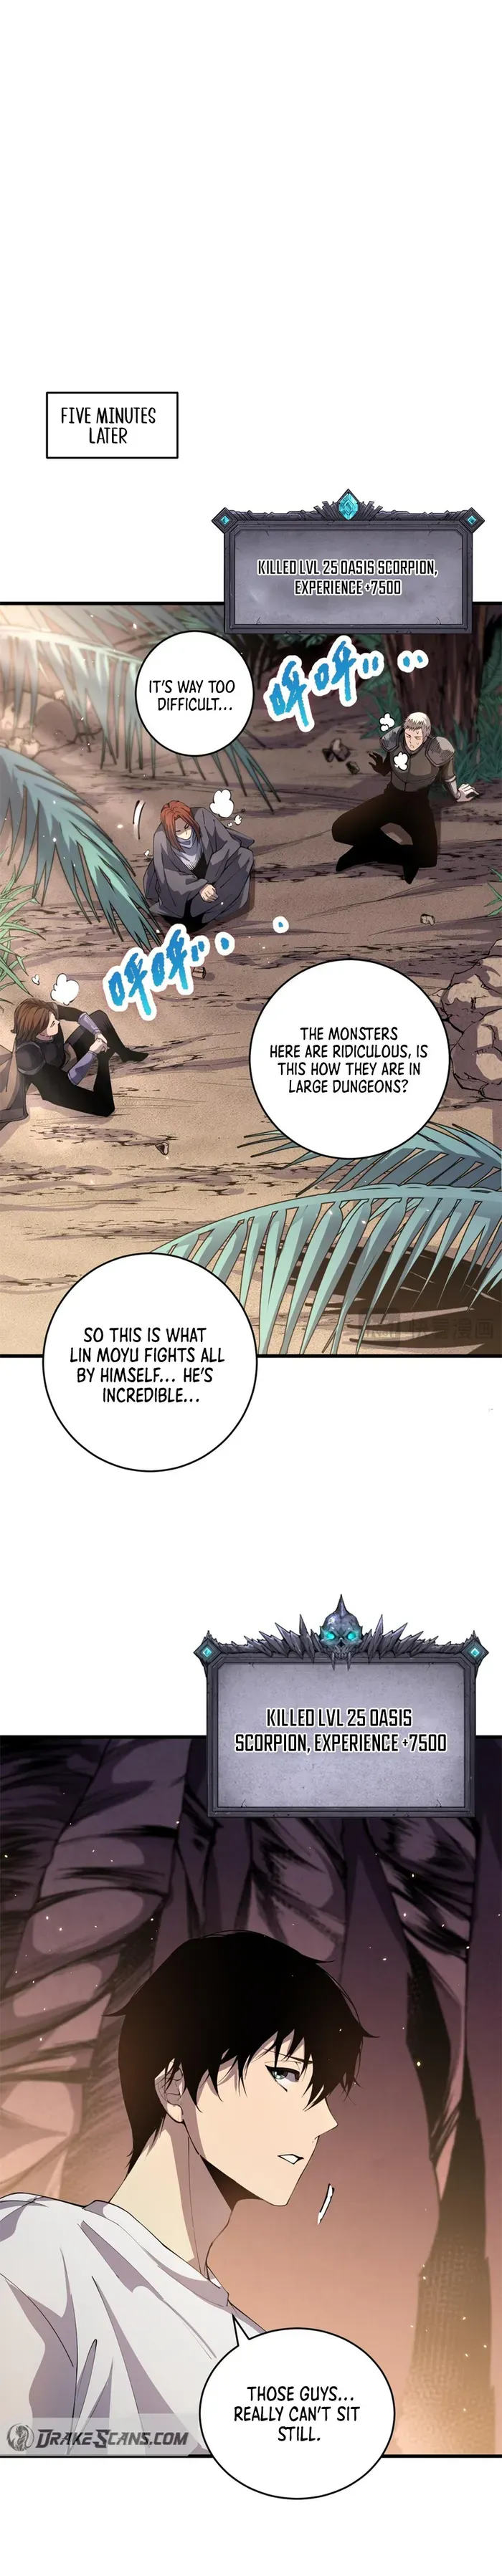 FIVE MINUTES
LATER
KILLED LVL 25 OASIS SCORPION,
EXPERIENCE +7500
IT'S WAY TOO
DIFFICULT...
呼呼.. ..
呼呼.. .
THE MONSTERS
HERE ARE RIDICULOUS, IS
THIS HOW THEY ARE IN
LARGE DUNGEONS?
SO THIS IS WHAT
LIN MOYU FIGHTS ALL
BY HIMSELF... HE'S
INCREDIBLE...
KILLED LVL 25 OASIS
SCORPION, EXPERIENCE +7500
THOSE GUYS...
REALLY CAN'T SIT
STILL.
DRAKESCANS.COM